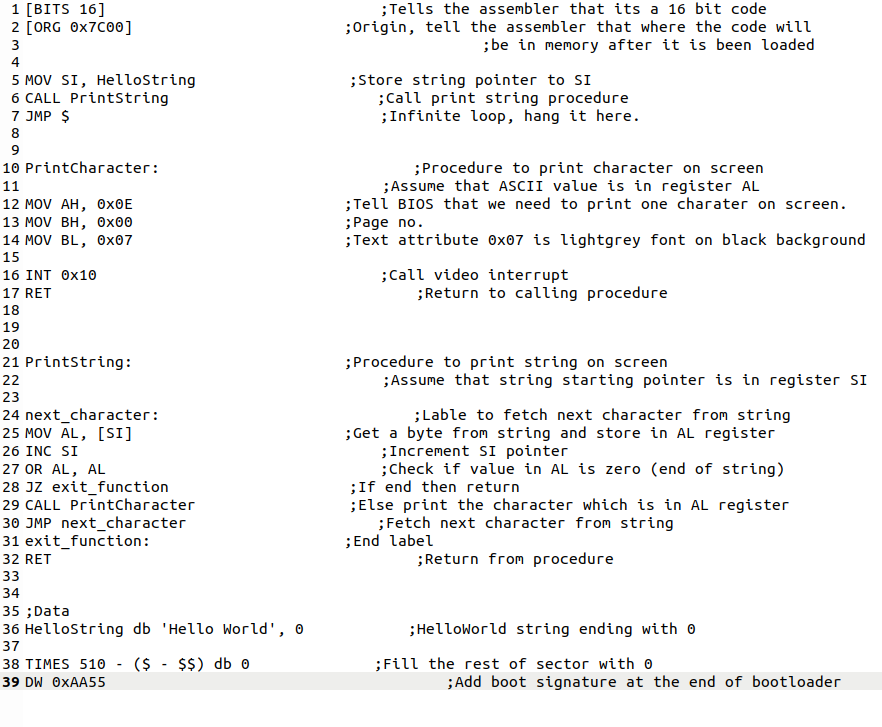 1 [BITS 16] ;Tells the assembler that its a 16 bit code
2 [ORG 0x7C00] ;Origin, tell the assembler that where the code will
3 ;be in memory after it is been loaded
4
5 MOV SI, HelloString ;Store string pointer to SI
6 CALL PrintString ;Call print string procedure
7 JMP $ ;Infinite loop, hang it here.
8
9
10 PrintCharacter: ;Procedure to print character on screen
11 ;Assume that ASCII value is in register AL
12 MOV AH, 0x0E ;Tell BIOS that we need to print one charater on screen.
13 MOV BH, 0x00 ;Page no.
14 MOV BL, 0x07 ;Text attribute 0x07 is lightgrey font on black background
15
16 INT 0x10 ;Call video interrupt
17 RET ;Return to calling procedure
18
19
20
21 PrintString: ;Procedure to print string on screen
22 ;Assume that string starting pointer is in register SI
23
24 next_character: ;Lable to fetch next character from string
25 MOV AL, [SI] ;Get a byte from string and store in AL register
26 INC SI ;Increment SI pointer
27 OR AL, AL ;Check if value in AL is zero (end of string)
28 JZ exit_function ;If end then return
29 CALL PrintCharacter ;Else print the character which is in AL register
30 JMP next_character ;Fetch next character from string
31 exit_function: ;End label
32 RET ;Return from procedure
33
34
35 ;Data
36 HelloString db 'Hello World', 0 ;HelloWorld string ending with 0
37
38 TIMES 510 - ($ - $$) db 0 ;Fill the rest of sector with 0
39 DW 0xAA55 ;Add boot signature at the end of bootloader